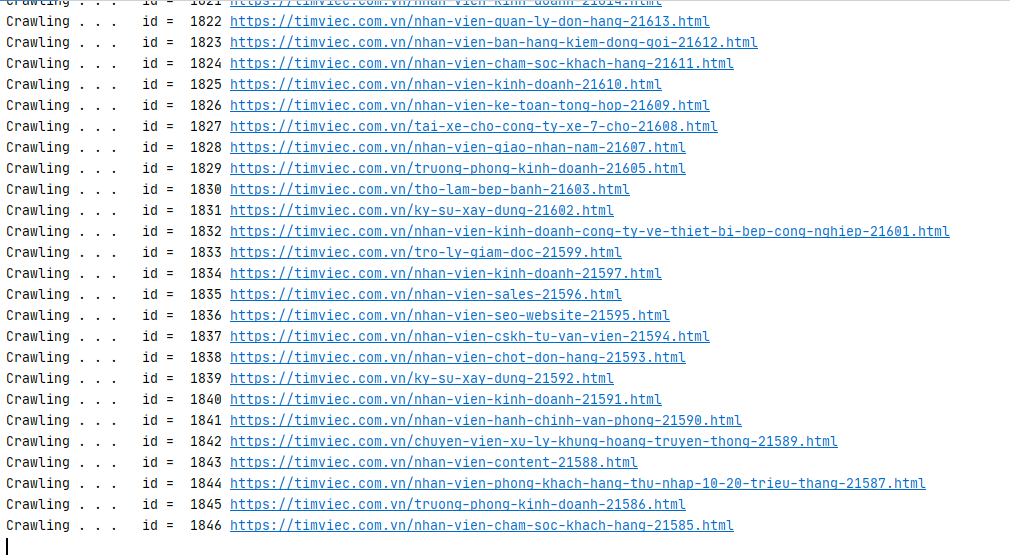 Crawling . . .   id =  1821 https://timviec.com.vn/nhan-vien-kinh-doanh-21614.html
Crawling . . .   id =  1822 https://timviec.com.vn/nhan-vien-quan-ly-don-hang-21613.html
Crawling . . .   id =  1823 https://timviec.com.vn/nhan-vien-ban-hang-kiem-dong-goi-21612.html
Crawling . . .   id =  1824 https://timviec.com.vn/nhan-vien-cham-soc-khach-hang-21611.html
Crawling . . .   id =  1825 https://timviec.com.vn/nhan-vien-kinh-doanh-21610.html
Crawling . . .   id =  1826 https://timviec.com.vn/nhan-vien-ke-toan-tong-hop-21609.html
Crawling . . .   id =  1827 https://timviec.com.vn/tai-xe-cho-cong-ty-xe-7-cho-21608.html
Crawling . . .   id =  1828 https://timviec.com.vn/nhan-vien-giao-nhan-nam-21607.html
Crawling . . .   id =  1829 https://timviec.com.vn/truong-phong-kinh-doanh-21605.html
Crawling . . .   id =  1830 https://timviec.com.vn/tho-lam-bep-banh-21603.html
Crawling . . .   id =  1831 https://timviec.com.vn/ky-su-xay-dung-21602.html
Crawling . . .   id =  1832 https://timviec.com.vn/nhan-vien-kinh-doanh-cong-ty-ve-thiet-bi-bep-cong-nghiep-21601.html
Crawling . . .   id =  1833 https://timviec.com.vn/tro-ly-giam-doc-21599.html
Crawling . . .   id =  1834 https://timviec.com.vn/nhan-vien-kinh-doanh-21597.html
Crawling . . .   id =  1835 https://timviec.com.vn/nhan-vien-sales-21596.html
Crawling . . .   id =  1836 https://timviec.com.vn/nhan-vien-seo-website-21595.html
Crawling . . .   id =  1837 https://timviec.com.vn/nhan-vien-cskh-tu-van-vien-21594.html
Crawling . . .   id =  1838 https://timviec.com.vn/nhan-vien-chot-don-hang-21593.html
Crawling . . .   id =  1839 https://timviec.com.vn/ky-su-xay-dung-21592.html
Crawling . . .   id =  1840 https://timviec.com.vn/nhan-vien-kinh-doanh-21591.html
Crawling . . .   id =  1841 https://timviec.com.vn/nhan-vien-hanh-chinh-van-phong-21590.html
Crawling . . .   id =  1842 https://timviec.com.vn/chuyen-vien-xu-ly-khung-hoang-truyen-thong-21589.html
Crawling . . .   id =  1843 https://timviec.com.vn/nhan-vien-content-21588.html
Crawling . . .   id =  1844 https://timviec.com.vn/nhan-vien-phong-khach-hang-thu-nhap-10-20-trieu-thang-21587.html
Crawling . . .   id =  1845 https://timviec.com.vn/truong-phong-kinh-doanh-21586.html
Crawling . . .   id =  1846 https://timviec.com.vn/nhan-vien-cham-soc-khach-hang-21585.html